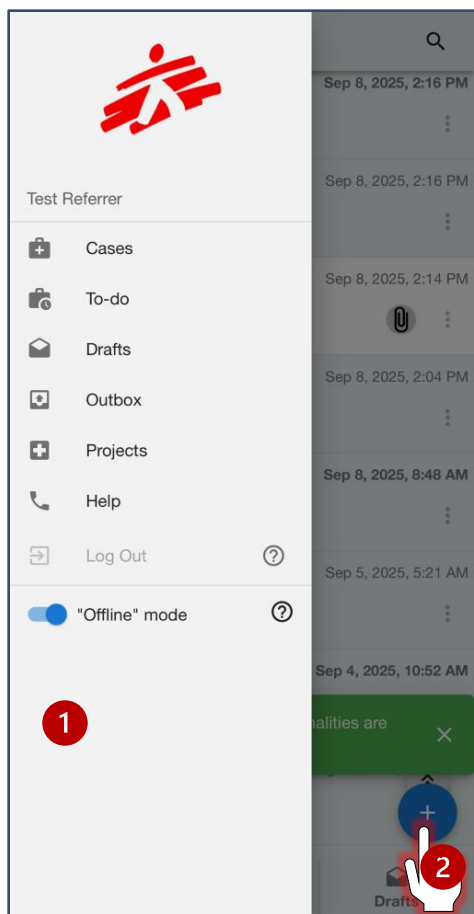 Sep 8, 2025, 2:16 PM
Test Referrer
Sep 8, 2025, 2:16 PM
Cases
To-do
Sep 8, 2025, 2:14 PM
Drafts
Sep 8, 2025, 2:04 PM
Outbox
Projects
Sep 8, 2025, 8:48 AM
Help
Log Out
Sep 5, 2025, 5:21 AM
"Offline" mode
Sep 4, 2025, 10:52 AM
1
nalities are
2
Drafts